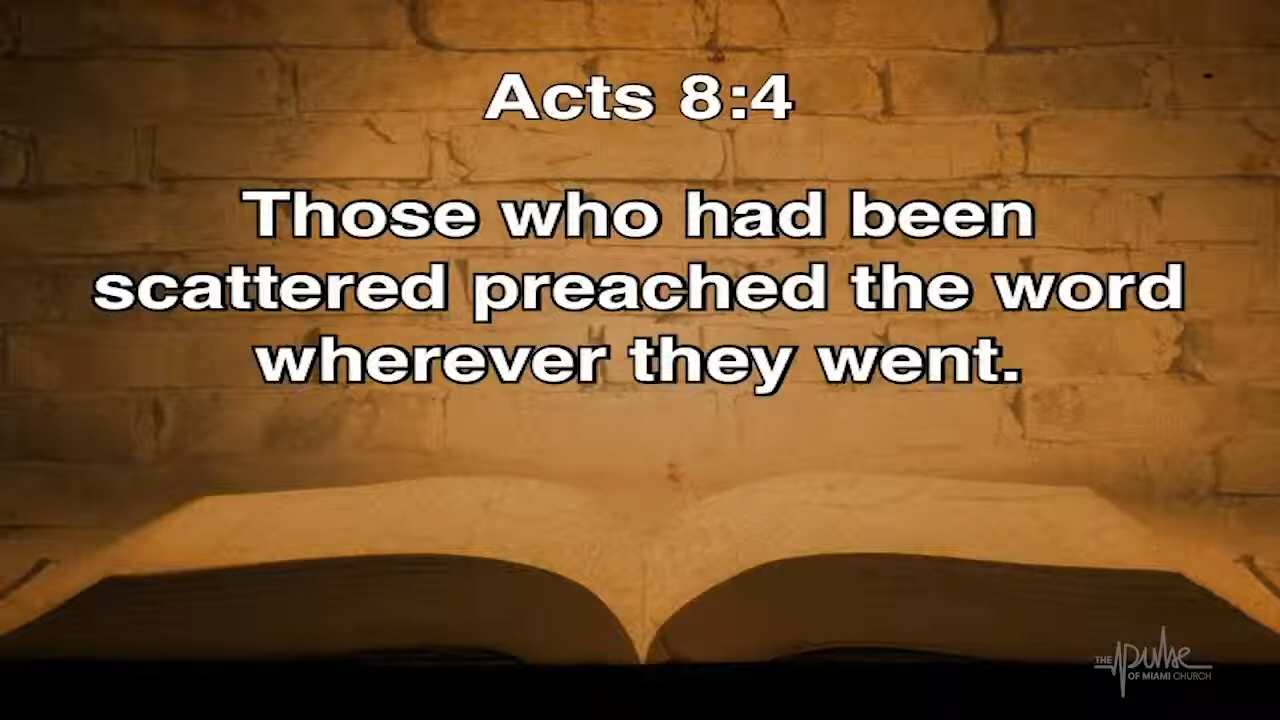 Acts 8:4
Those who had been
scattered preached the word
wherever they went.
THE pulse
OF MIAMI CHURCH